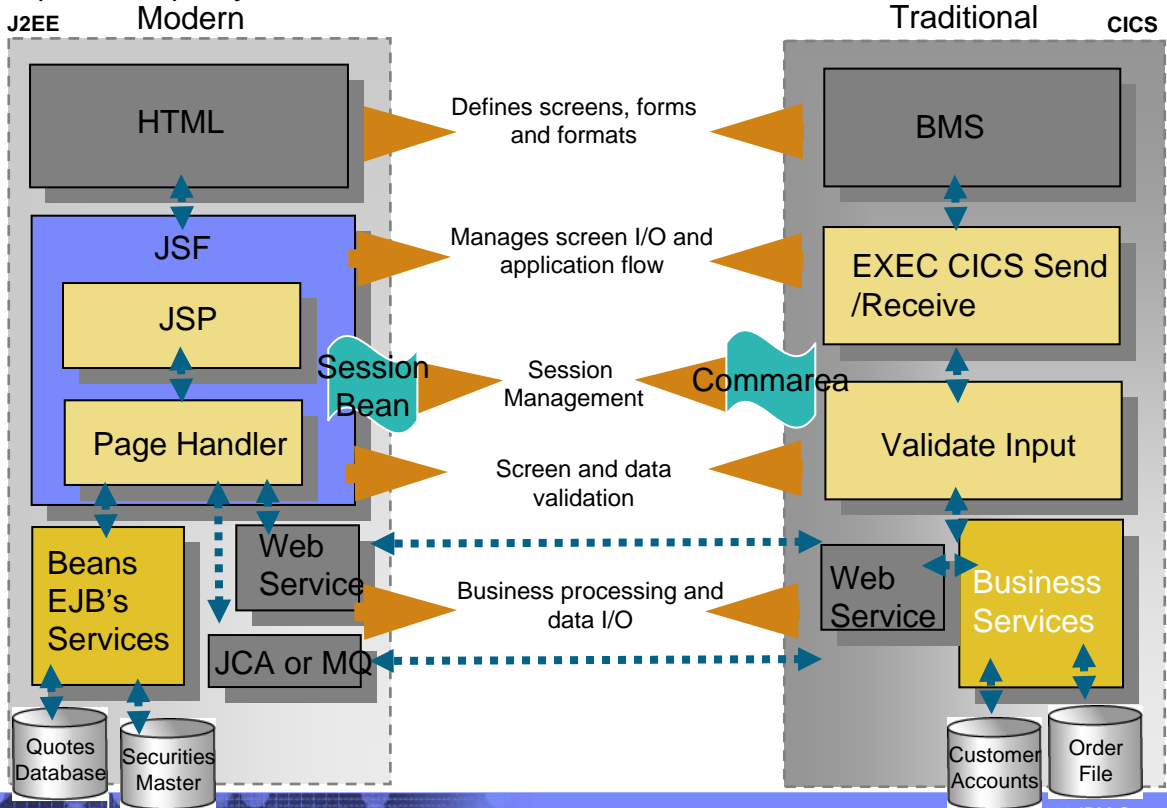 J2EE
Modern
Traditional
CICS
HTML
Defines screens, forms
and formats
BMS
JSF
Manages screen I/O and
application flow
EXEC CICS Send
/Receive
JSP
Session
Bean
Session
Management
Commarea
Page Handler
Screen and data
validation
Validate Input
Beans
EJB's
Services
Web
Service
Business processing and
data I/O
Web
Service
Business
Services
JCA or MQ
Quotes
Database
Securities
Master
Customer
Accounts
Order
File